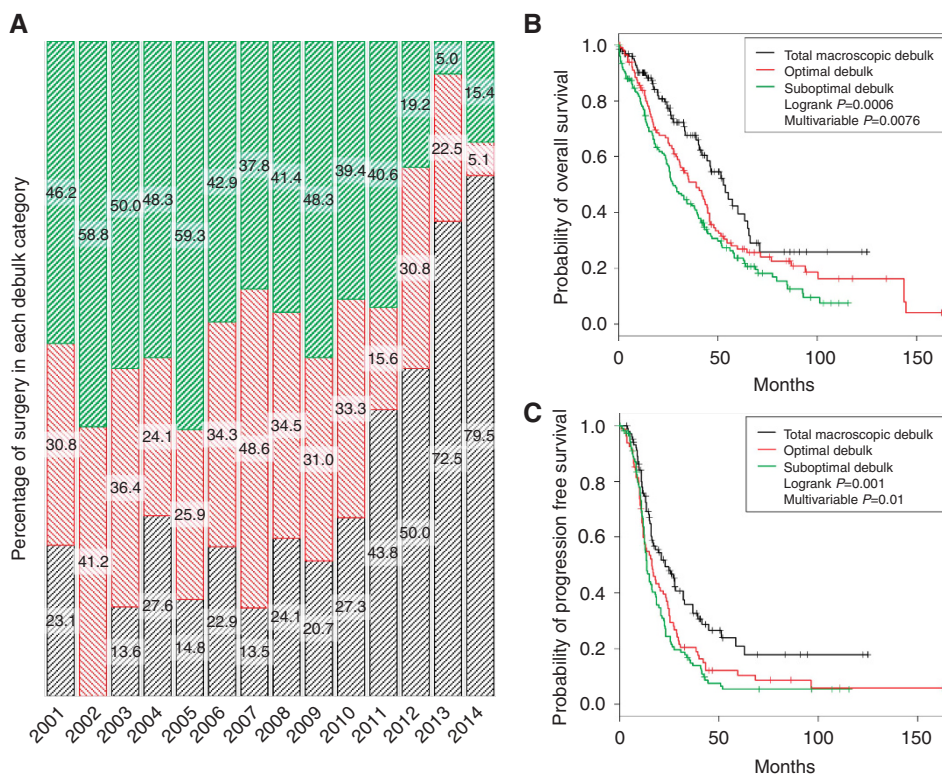 A
Percentage of surgery in each debulk category
46.2
30.8
23.1
58.8
41.2
50.0
36.4
13.6
48.3
24.1
27.6
59.3
25.9
14.8
42.9
34.3
22.9
37.8
48.6
13.5
41.4
34.5
24.1
48.3
31.0
20.7
39.4
33.3
27.3
40.6
15.6
43.8
19.2
30.8
50.0
5.0
22.5
72.5
15.4
5.1
79.5
2001 2002 2003 2004 2005 2006 2007 2008 2009 2010 2011 2012 2013 2014
B
Probability of overall survival
1.0
0.8
0.6
0.4
0.2
0.0
Total macroscopic debulk
Optimal debulk
Suboptimal debulk
Logrank P=0.0006
Multivariable P=0.0076
0 50 100 150
Months
C
Probability of progression free survival
1.0
0.8
0.6
0.4
0.2
0.0
Total macroscopic debulk
Optimal debulk
Suboptimal debulk
Logrank P=0.001
Multivariable P=0.01
0 50 100 150
Months